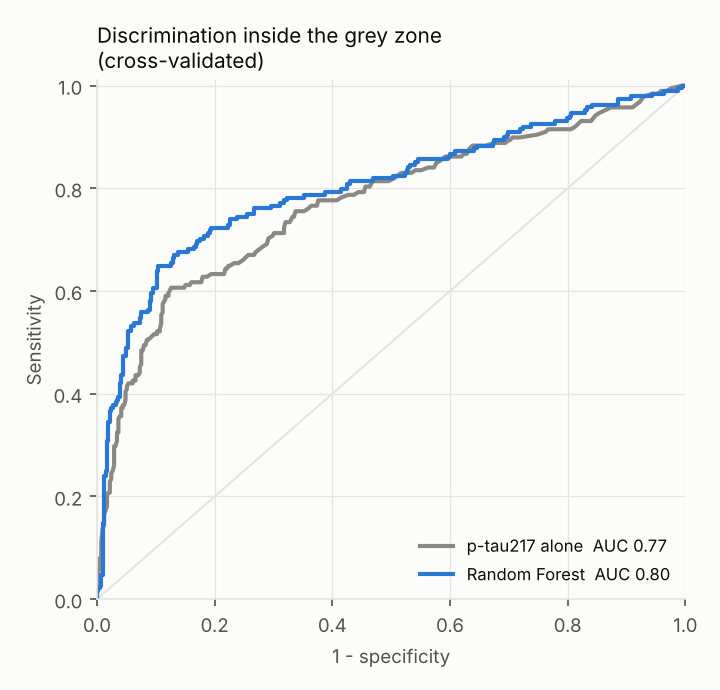 Discrimination inside the grey zone
(cross-validated)
1.0
0.8
0.6
0.4
0.2
0.0
Sensitivity
p-tau217 alone AUC 0.77
Random Forest AUC 0.80
0.0 0.2 0.4 0.6 0.8 1.0
1 - specificity